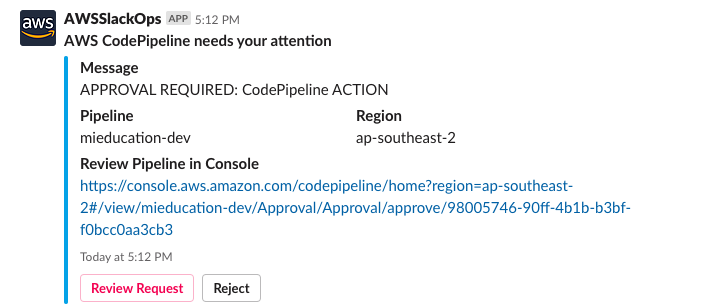 aws
AWSSlackOps APP 5:12 PM
AWS CodePipeline needs your attention
Message
APPROVAL REQUIRED: CodePipeline ACTION
Pipeline Region
mieducation-dev ap-southeast-2
Review Pipeline in Console
https://console.aws.amazon.com/codepipeline/home?region=ap-southeast-
2#/view/mieducation-dev/Approval/Approval/approve/98005746-90ff-4b1b-b3bf-
f0bcc0aa3cb3
Today at 5:12 PM
Review Request Reject